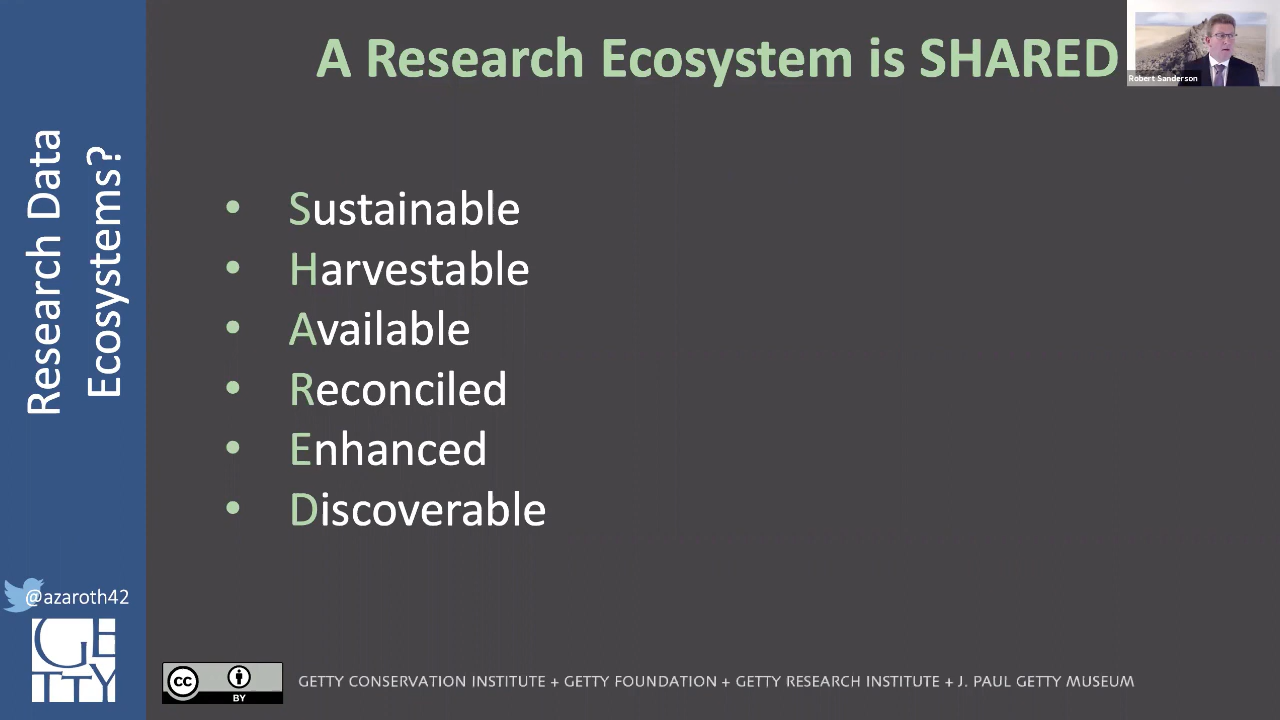 A Research Ecosystem is SHARED
Robert Sanderson
Research Data
Ecosystems?
• Sustainable
• Harvestable
• Available
• Reconciled
• Enhanced
• Discoverable
@azaroth42
GETTY
cc
BY
GETTY CONSERVATION INSTITUTE + GETTY FOUNDATION + GETTY RESEARCH INSTITUTE + J. PAUL GETTY MUSEUM